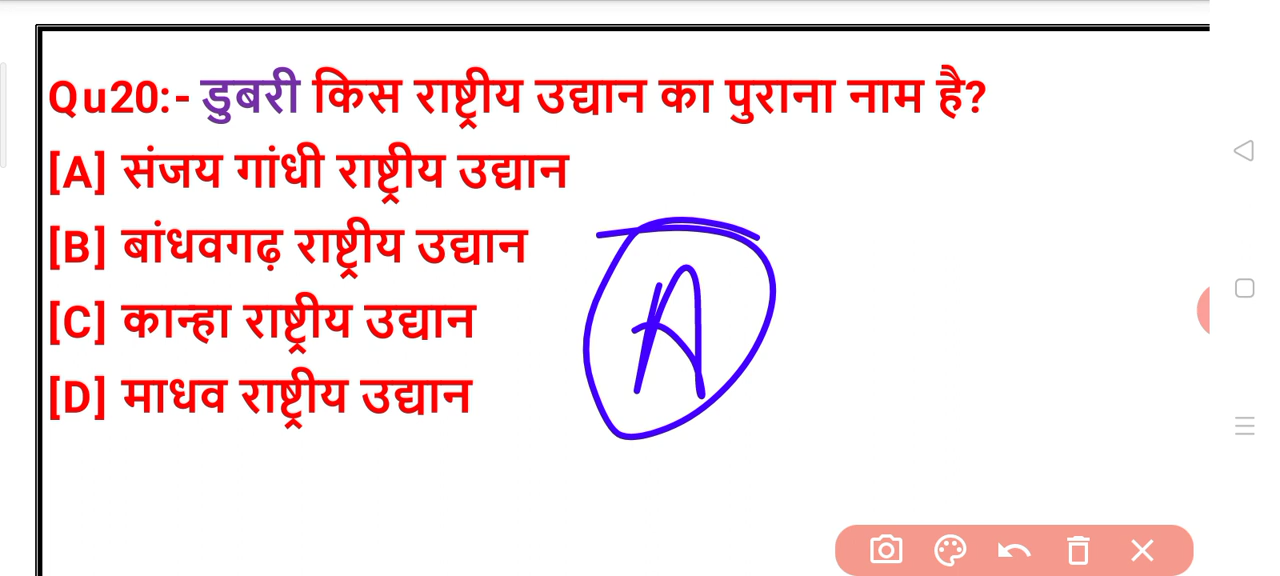 Qu20:- डुबरी किस राष्ट्रीय उद्यान का पुराना नाम है?
[A] संजय गांधी राष्ट्रीय उद्यान
[B] बांधवगढ़ राष्ट्रीय उद्यान
[C] कान्हा राष्ट्रीय उद्यान
[D] माधव राष्ट्रीय उद्यान
A